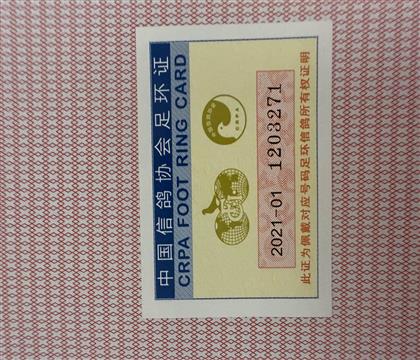 中国信鸽协会足环证
CRPA FOOT RING CARD
2021-01 1203271
此证为佩戴对应号码足环信鸽所有权证明